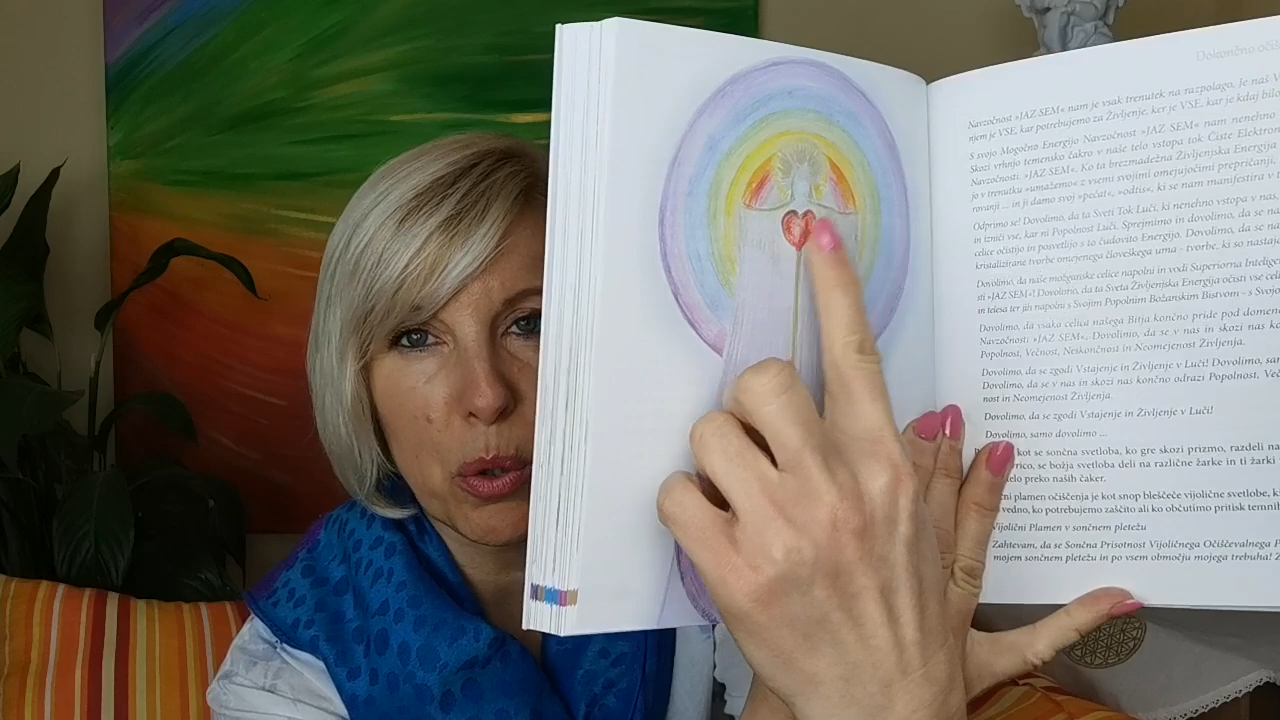 Dokončno
Navzočnost »JAZ SEM« nam je vsak trenutek na razpolago. Je naš
njem je VSE, kar potrebujemo za Življenje, ker je VSE, kar je kdaj bilo
S svojo Mogočno Energijo Navzočnost »JAZ SEM« nam nenehno
Skozi vrhnjo temensko čakro v naše telo vstopa tok Čiste
Navzočnosti »JAZ SEM«. Ko ta brezmadežna Življenjska Energija
jo v trenutku »umažemo« z vsemi svojimi omejujočimi prepričanji,
rovanji ... in ji damo svoj »pečat«, »odtis«, ki se nam manifestira v
Odprimo se! Dovolimo, da ta Sveti Tok Luči, ki nenehno vstopa v nas,
in izniči vse, kar ni Popolnost Luči. Sprejmimo in dovolimo, da se
celice očistijo in posvetlijo s to čudovito Energijo. Dovolimo, da se
kristalizirane tvorbe omejenega človeškega uma - tvorbe, ki so
Dovolimo, da naše možganske celice napolni in vodi Superiorna
sti »JAZ SEM«! Dovolimo, da ta Sveta Življenjska Energija očisti vse
in telesa ter jih napolni s Svojim Popolnim Božanskim Bistvom - s
Dovolimo, da vsaka celica našega Bitja končno pride pod
Navzočnosti »JAZ SEM«. Dovolimo, da se v nas in skozi nas
Popolnost, Večnost, Neskončnost in Neomejenost Življenja.
Dovolimo, da se zgodi Vstajenje in Življenje v Luči! Dovolimo,
Dovolimo, da se v nas in skozi nas končno odrazi Popolnost,
nost in Neomejenost Življenja.
Dovolimo, da se zgodi Vstajenje in Življenje v Luči!
Dovolimo, samo dovolimo ...
kot se sončna svetloba, ko gre skozi prizmo, razdeli na
se božja svetloba deli na različne žarke in ti žarki
telo preko naših čaker.
plamen očiščenja je kot snop bleščeče vijolične svetlobe,
vedno, ko potrebujemo zaščito ali ko občutimo pritisk
Vijolični Plamen v sončnem pletežu
Zahtevam, da se Sončna Prisotnost Vijoličnega Očiščevalnega
mojem sončnem pletežu in po vsem območju mojega trebuha!